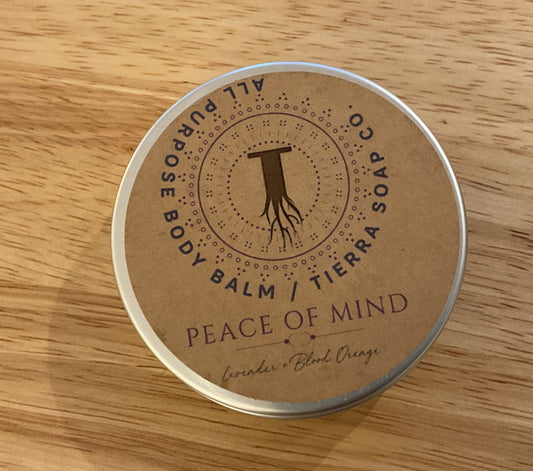 ALL PURPOSE BODY BALM / TIERRA SOAP CO.
T
PEACE OF MIND
Lavender + Blood Orange